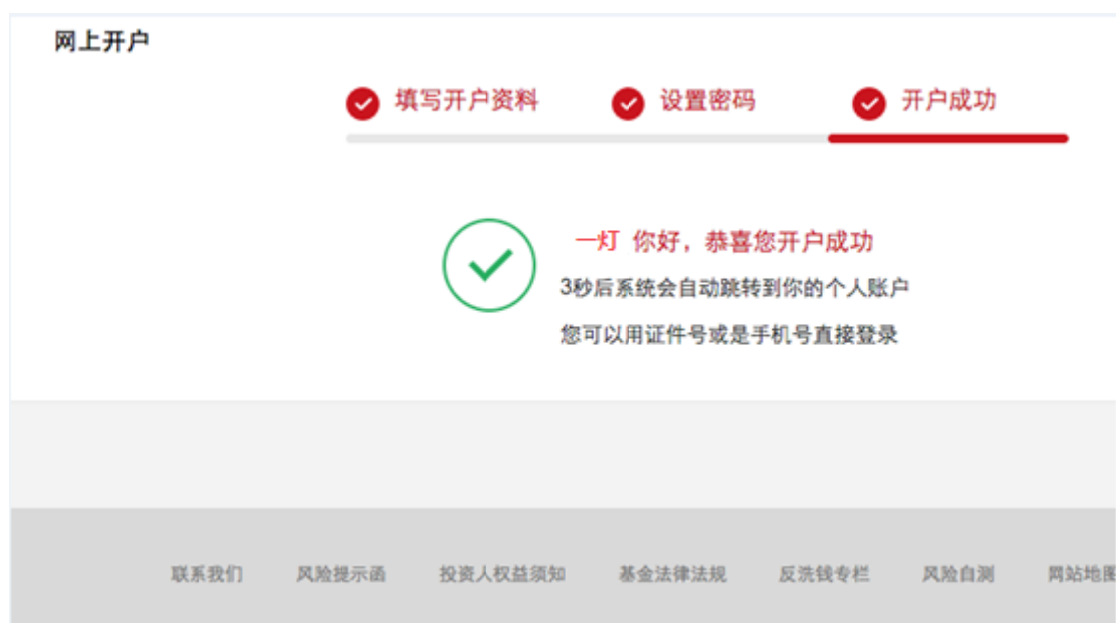 网上开户
填写开户资料 设置密码 开户成功
一灯 你好，恭喜您开户成功
3秒后系统会自动跳转到你的个人账户
您可以用证件号或是手机号直接登录
联系我们 风险提示函 投资人权益须知 基金法律法规 反洗钱专栏 风险自测 网站地图